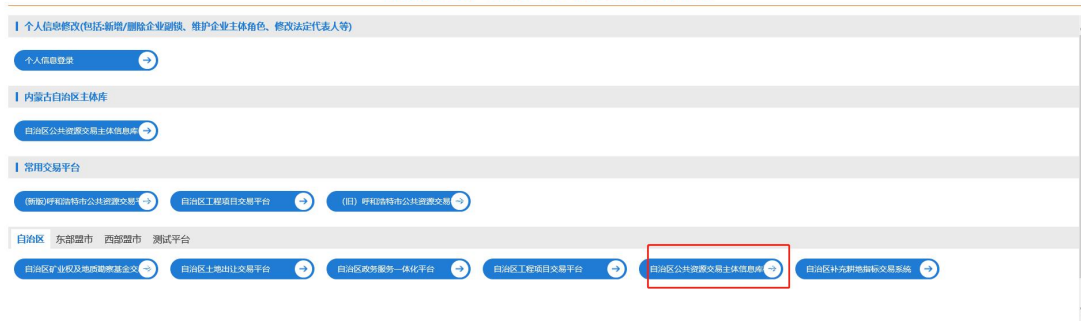 个人信息修改(包括:新增/删除企业副锁、维护企业主体角色、修改法定代表人等)
个人信息登录
内蒙古自治区主体库
自治区公共资源交易主体信息库
常用交易平台
(新版)呼和浩特市公共资源交易平 自治区工程项目交易平台 (旧) 呼和浩特市公共资源交易
自治区 东部盟市 西部盟市 测试平台
自治区矿业权及地质勘察基金交 自治区土地出让交易平台 自治区政务服务一体化平台 自治区工程项目交易平台 自治区公共资源交易主体信息库 自治区补充耕地指标交易系统